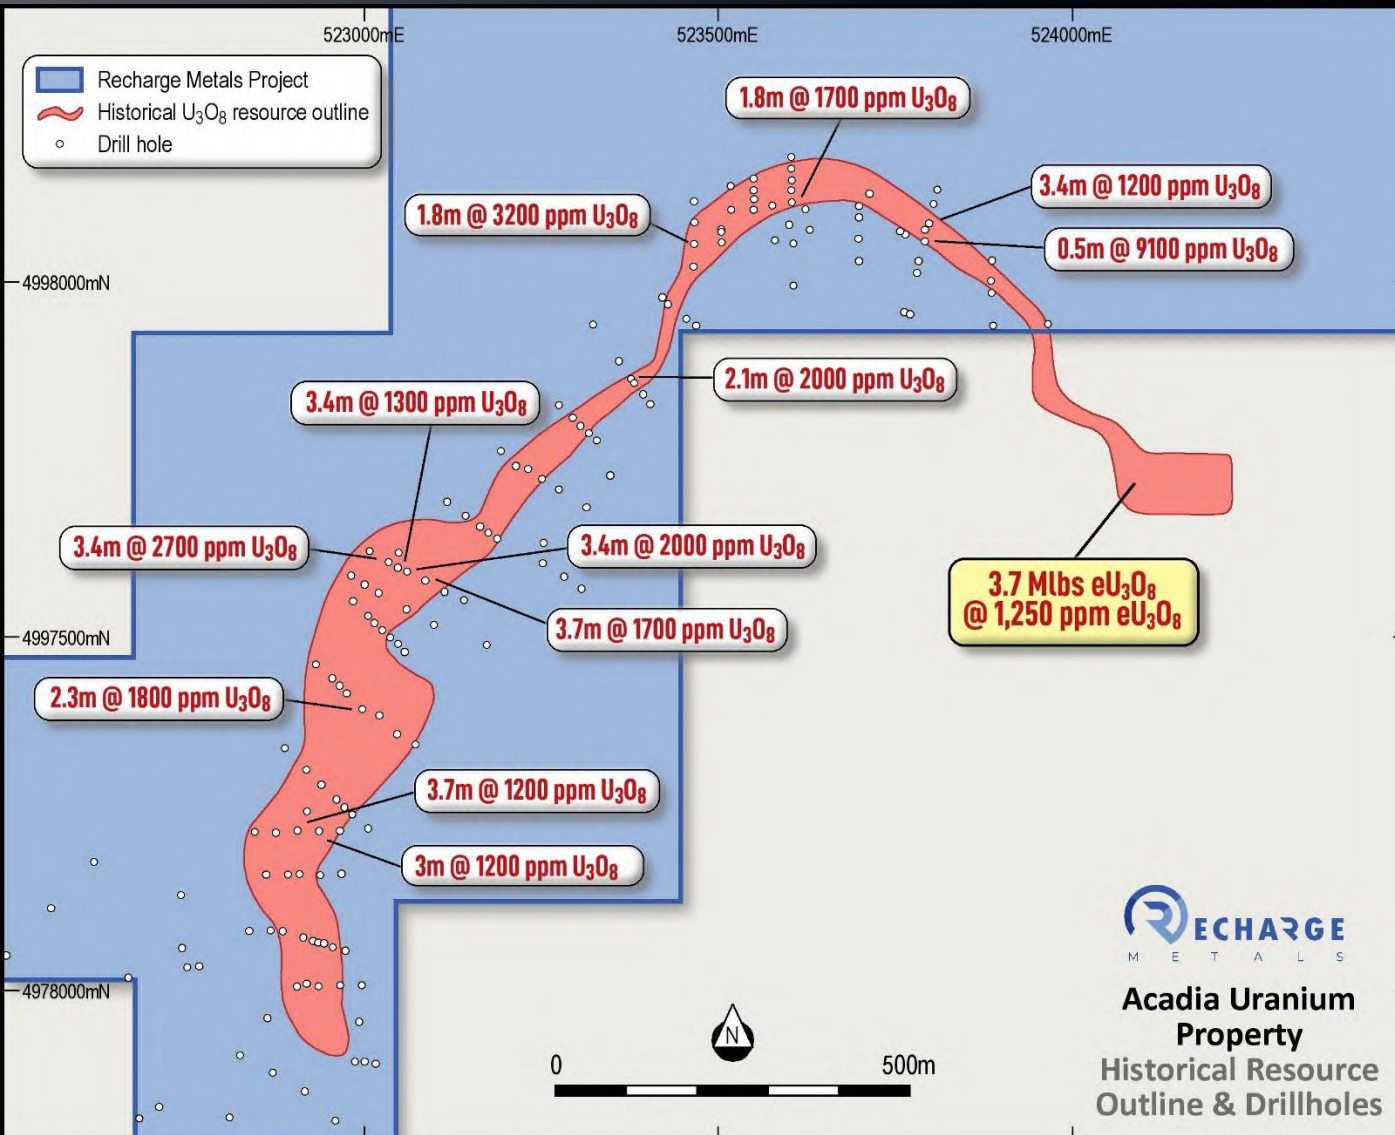 523000mE
523500mE
524000mE
Recharge Metals Project
Historical U₃O₈ resource outline
Drill hole
1.8m @ 1700 ppm U₃O₈
3.4m @ 1200 ppm U₃O₈
1.8m @ 3200 ppm U₃O₈
0.5m @ 9100 ppm U₃O₈
4998000mN
2.1m @ 2000 ppm U₃O₈
3.4m @ 1300 ppm U₃O₈
3.4m @ 2700 ppm U₃O₈
3.4m @ 2000 ppm U₃O₈
3.7 Mlbs eU₃O₈
@ 1,250 ppm eU₃O₈
3.7m @ 1700 ppm U₃O₈
4997500mN
2.3m @ 1800 ppm U₃O₈
3.7m @ 1200 ppm U₃O₈
3m @ 1200 ppm U₃O₈
RECHARGE
METALS
4978000mN
Acadia Uranium
Property
Historical Resource
Outline & Drillholes
N
0
500m